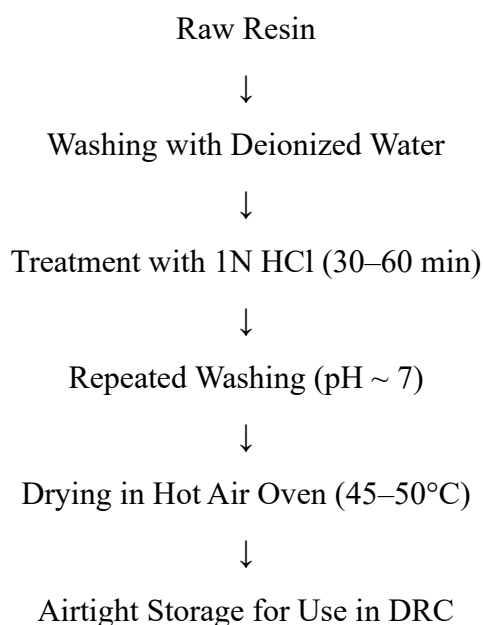 Raw Resin
↓
Washing with Deionized Water
↓
Treatment with 1N HCl (30–60 min)
↓
Repeated Washing (pH ~ 7)
↓
Drying in Hot Air Oven (45–50°C)
↓
Airtight Storage for Use in DRC